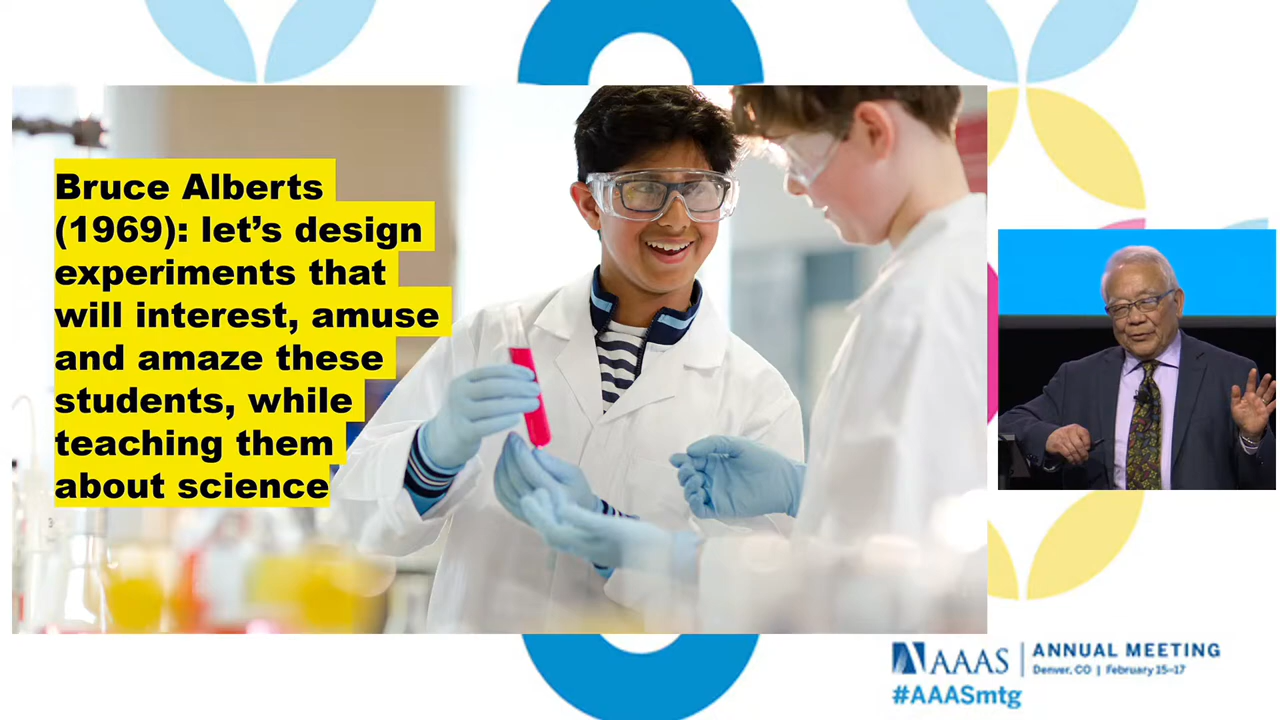 Bruce Alberts
(1969): let’s design
experiments that
will interest, amuse
and amaze these
students, while
teaching them
about science
AAAS
ANNUAL MEETING
Denver, CO | February 15–17
#AAASmtg